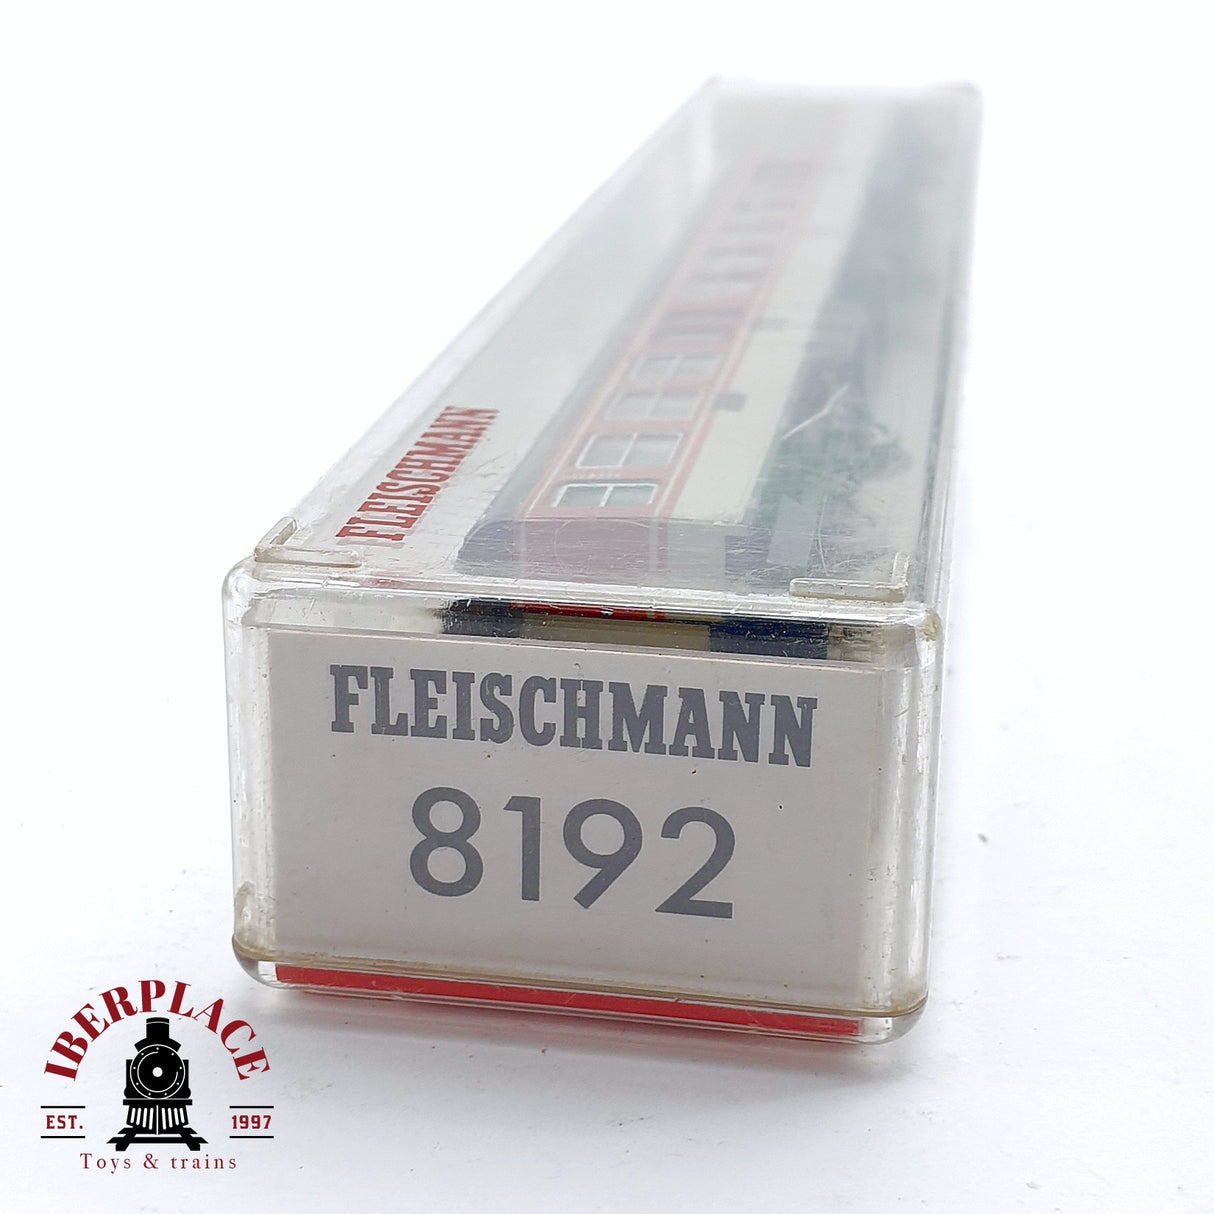 FLEISCHMANN
FLEISCHMANN
8192
IBERPLACE
EST. 1997
Toys & trains